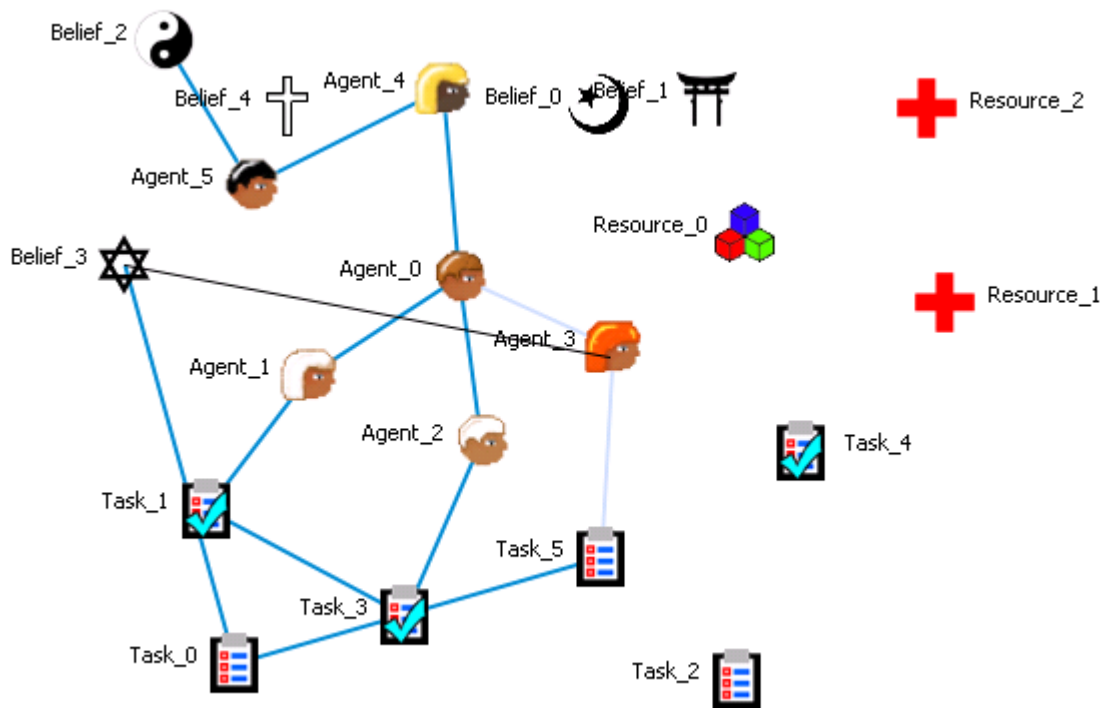 Belief_2
Agent_4
Belief_4
Belief_0
Belief_1
Resource_2
Agent_5
Resource_0
Belief_3
Agent_0
Resource_1
Agent_3
Agent_1
Agent_2
Task_4
Task_1
Task_5
Task_3
Task_0
Task_2